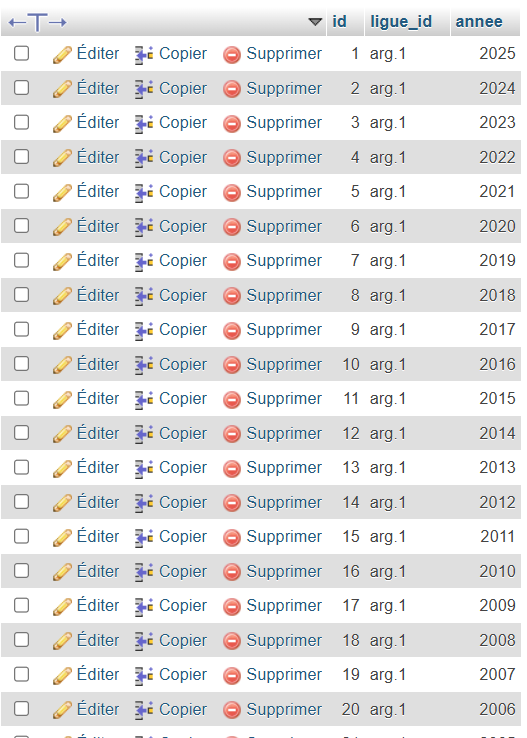 id ligue_id annee
Éditer Copier Supprimer 1 arg.1 2025
Éditer Copier Supprimer 2 arg.1 2024
Éditer Copier Supprimer 3 arg.1 2023
Éditer Copier Supprimer 4 arg.1 2022
Éditer Copier Supprimer 5 arg.1 2021
Éditer Copier Supprimer 6 arg.1 2020
Éditer Copier Supprimer 7 arg.1 2019
Éditer Copier Supprimer 8 arg.1 2018
Éditer Copier Supprimer 9 arg.1 2017
Éditer Copier Supprimer 10 arg.1 2016
Éditer Copier Supprimer 11 arg.1 2015
Éditer Copier Supprimer 12 arg.1 2014
Éditer Copier Supprimer 13 arg.1 2013
Éditer Copier Supprimer 14 arg.1 2012
Éditer Copier Supprimer 15 arg.1 2011
Éditer Copier Supprimer 16 arg.1 2010
Éditer Copier Supprimer 17 arg.1 2009
Éditer Copier Supprimer 18 arg.1 2008
Éditer Copier Supprimer 19 arg.1 2007
Éditer Copier Supprimer 20 arg.1 2006